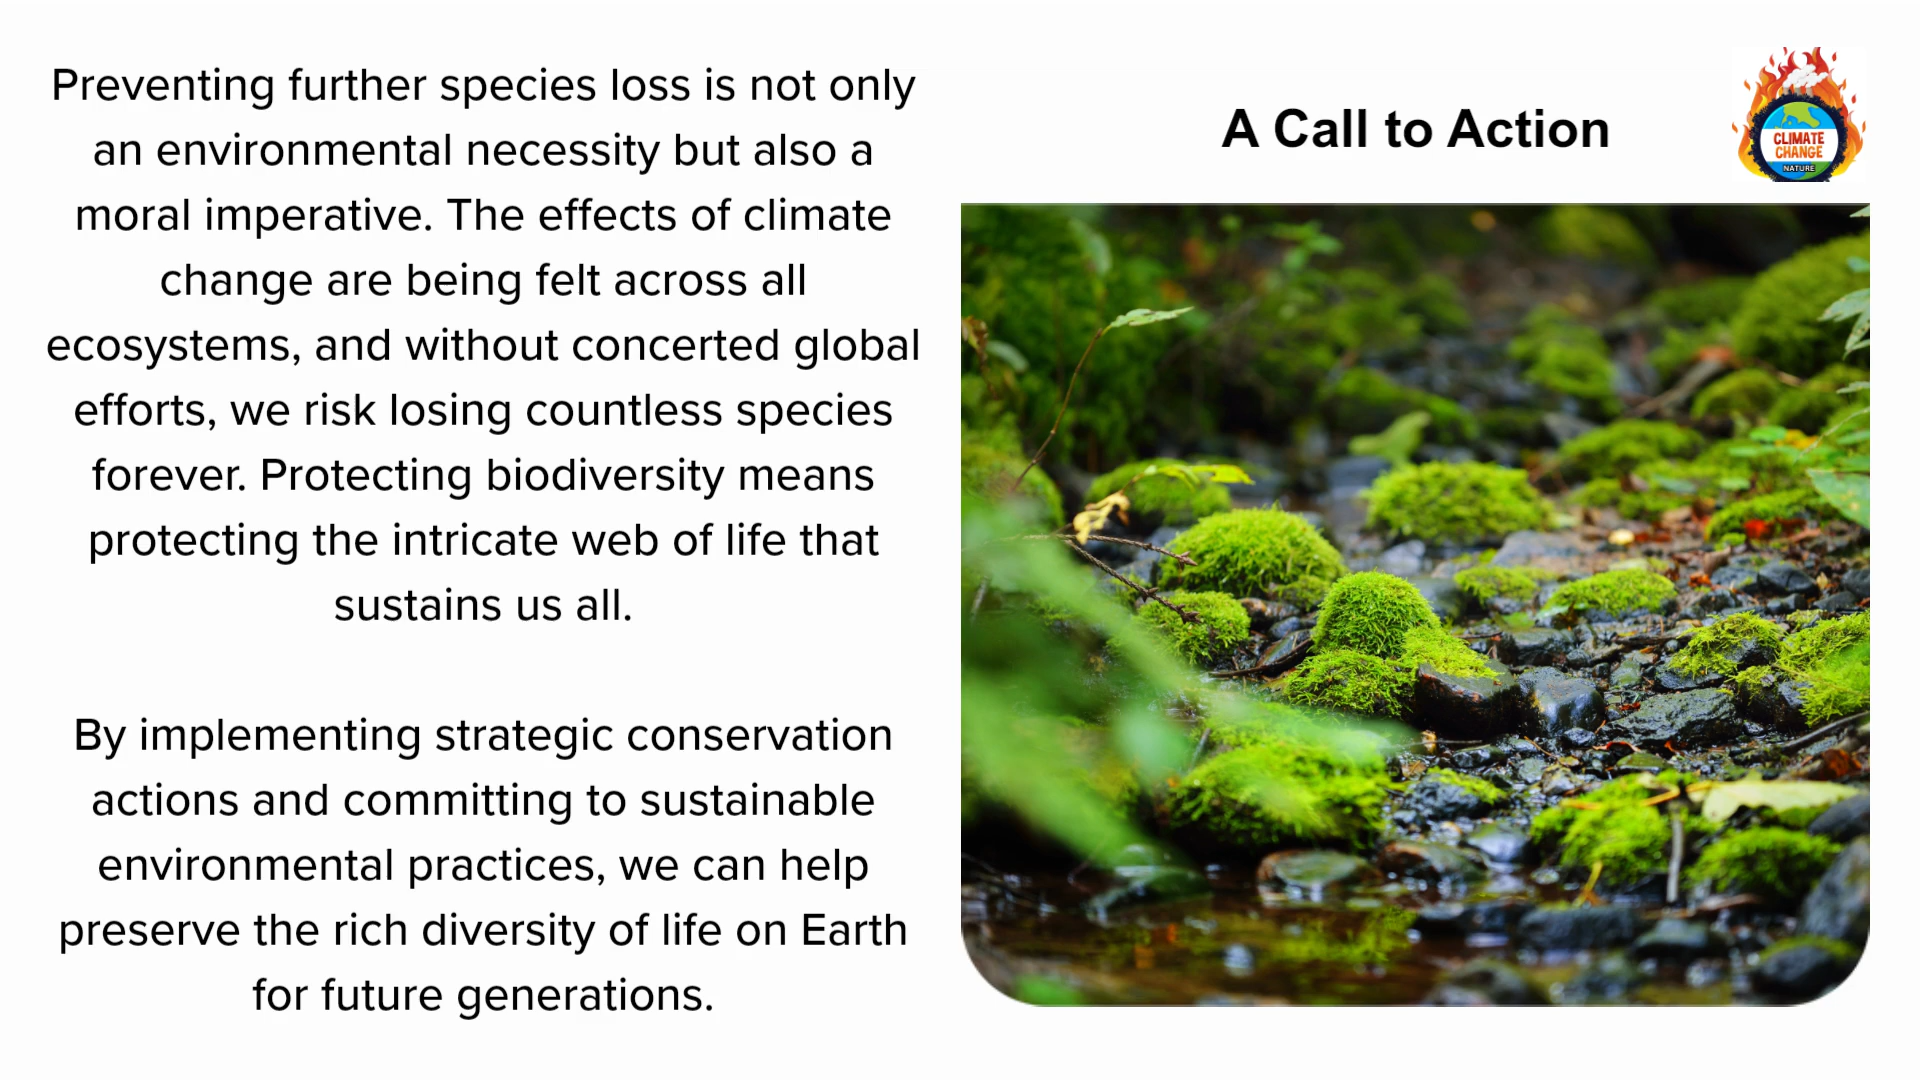 Preventing further species loss is not only
an environmental necessity but also a
moral imperative. The effects of climate
change are being felt across all
ecosystems, and without concerted global
efforts, we risk losing countless species
forever. Protecting biodiversity means
protecting the intricate web of life that
sustains us all.
By implementing strategic conservation
actions and committing to sustainable
environmental practices, we can help
preserve the rich diversity of life on Earth
for future generations.
A Call to Action
CLIMATE
CHANGE
NATURE